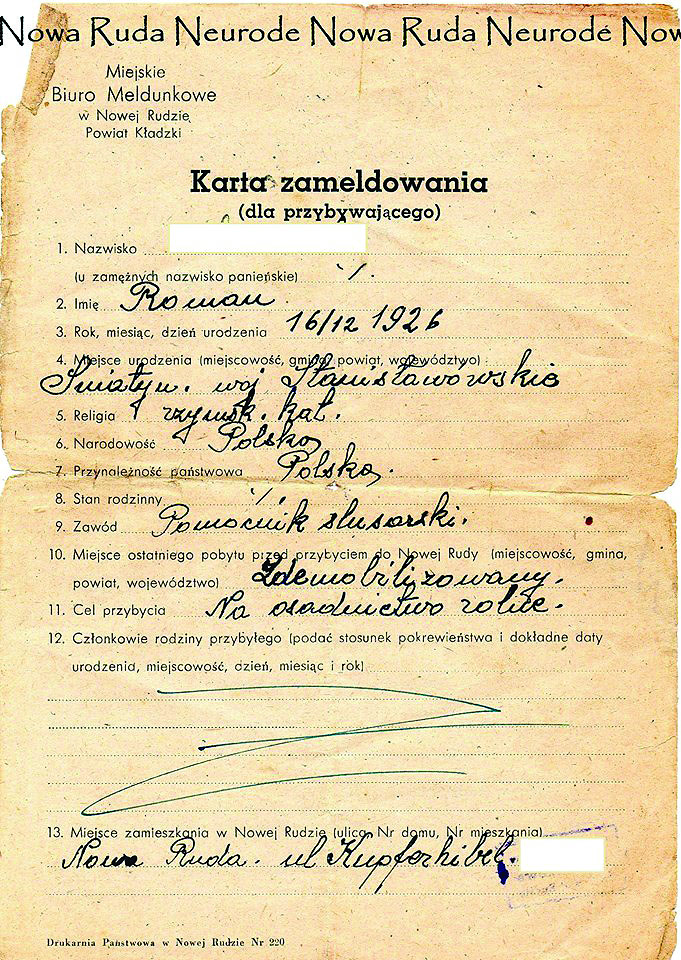 Nowa Ruda Neurode Nowa Ruda Neurode Now
Miejskie
Biuro Meldunkowe
w Nowej Rudzie
Powiat Kładzki
Karta zameldowania
(dla przybywającego)
1. Nazwisko
(u zamężnych nazwisko panieńskie) ·/.
2. Imię Roman
3. Rok, miesiąc, dzień urodzenia 16/12 1926
4. Miejsce urodzenia (miejscowość, gmina, powiat, województwo)
Śniatyn. woj Stanisławowskie
5. Religia rzymsk. kat.
6. Narodowość Polska
7. Przynależność państwowa Polska.
8. Stan rodzinny ·/.
9. Zawód Pomocnik slusarski.
10. Miejsce ostatniego pobytu przed przybyciem do Nowej Rudy (miejscowość, gmina,
powiat, województwo) Zdemobilizowany.
11. Cel przybycia Na osadnictwo rolne.
12. Członkowie rodziny przybyłego (podać stosunek pokrewieństwa i dokładne daty
urodzenia, miejscowość, dzień, miesiąc i rok)
13. Miejsce zamieszkania w Nowej Rudzie (ulica, Nr domu, Nr mieszkania)
Nowa Ruda. ul Kupferhibel.
Drukarnia Państwowa w Nowej Rudzie Nr 220